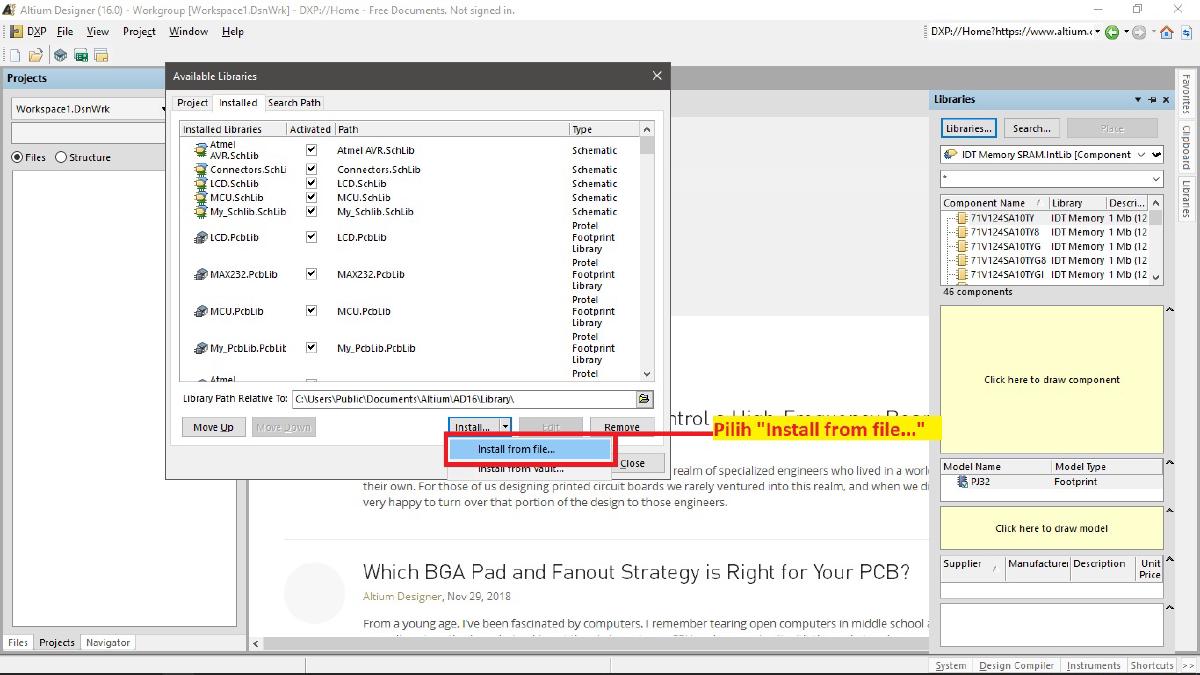 Altium Designer (16.0) - Workgroup [Workspace1.DsnWrk] - DXP://Home - Free Documents. Not signed in.
DXP File View Project Window Help
DXP://Home?https://www.altium.c
Projects
Workspace1.DsnWrk
Files Structure
Available Libraries
Project Installed Search Path
Installed Libraries Activated Path Type
Atmel AVR.SchLib Atmel AVR.SchLib Schematic
Connectors.SchLi Connectors.SchLib Schematic
LCD.SchLib LCD.SchLib Schematic
MCU.SchLib MCU.SchLib Schematic
My_Schlib.SchLib My_Schlib.SchLib Schematic
LCD.PcbLib LCD.PcbLib Protel Footprint Library
MAX232.PcbLib MAX232.PcbLib Protel Footprint Library
MCU.PcbLib MCU.PcbLib Protel Footprint Library
My_PcbLib.PcbLit My_PcbLib.PcbLib Protel Footprint Library
Atmel Protel
Library Path Relative To: C:\Users\Public\Documents\Altium\AD16\Library\
Move Up Move Down Install... Edit Remove
Install from file...
Install from vault...
Close
Pilih "Install from file..."
ntrol a High-Frequency Boar
realm of specialized engineers who lived in a worl
their own. For those of us designing printed circuit boards we rarely ventured into this realm, and when we di
very happy to turn over that portion of the design to those engineers.
Which BGA Pad and Fanout Strategy is Right for Your PCB?
Altium Designer, Nov 29, 2018
From a young age, I've been fascinated by computers. I remember tearing open computers in middle school a
Libraries
Libraries... Search... Place
IDT Memory SRAM.IntLib [Component
*
Component Name / Library Descri...
71V124SA10TY IDT Memory 1 Mb (12
71V124SA10TY8 IDT Memory 1 Mb (12
71V124SA10TYG IDT Memory 1 Mb (12
71V124SA10TYG8 IDT Memory 1 Mb (12
71V124SA10TYGI IDT Memory 1 Mb (12
46 components
Click here to draw component
Model Name Model Type
PJ32 Footprint
Click here to draw model
Supplier / Manufacturer Description Unit Price
Favorites
Clipboard
Libraries
Files Projects Navigator
System Design Compiler Instruments Shortcuts >>